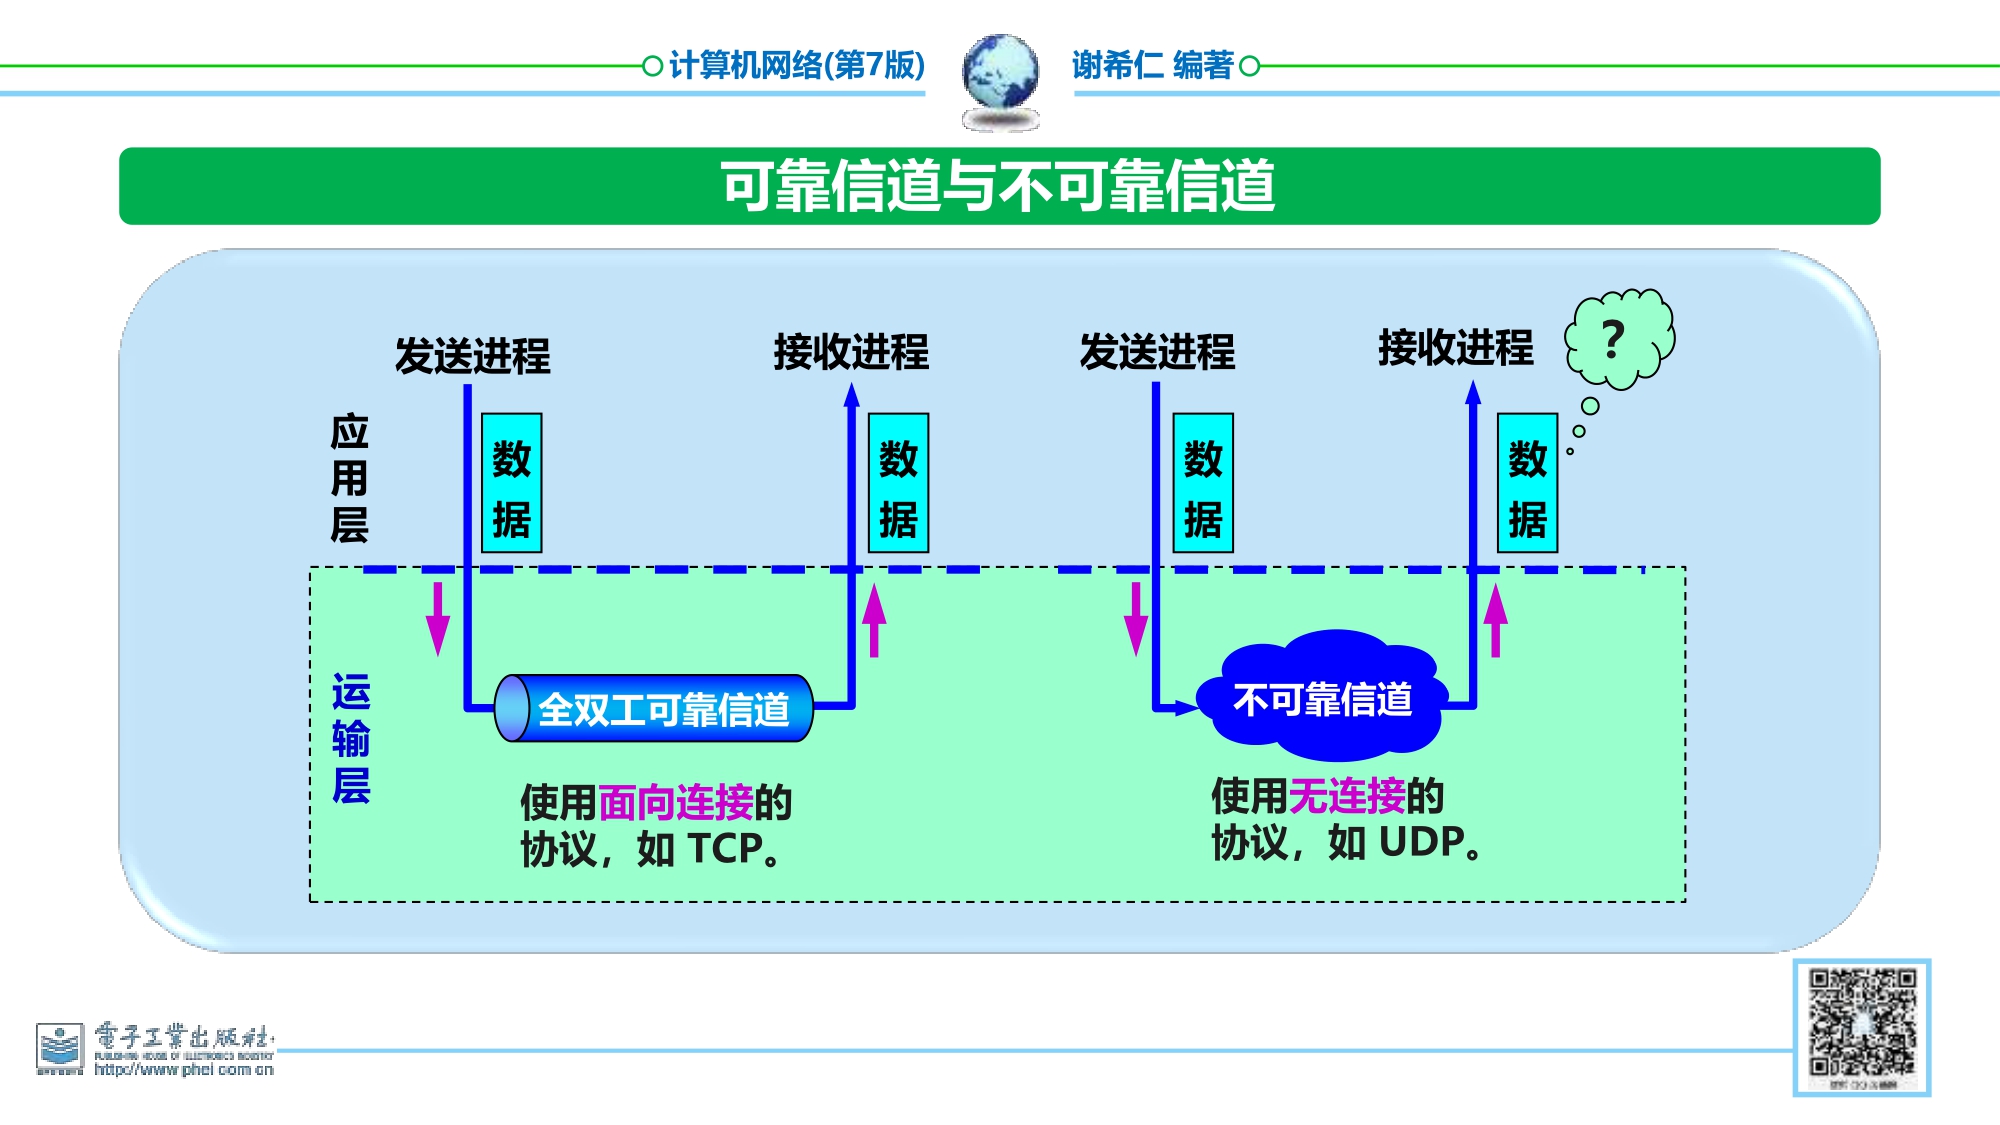 计算机网络(第7版)
谢希仁 编著
可靠信道与不可靠信道
发送进程
接收进程
发送进程
接收进程
?
应用层
数据
数据
数据
数据
运输层
全双工可靠信道
不可靠信道
使用面向连接的
协议，如 TCP。
使用无连接的
协议，如 UDP。
電子工業出版社
PUBLISHING HOUSE OF ELECTRONICS INDUSTRY
http://www.phei.com.cn